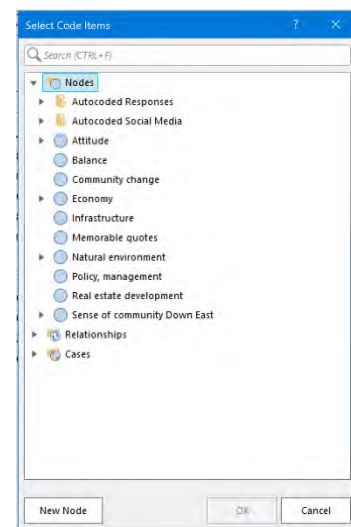 Select Code Items ? ×
Search (CTRL+F)
Nodes
Autocoded Responses
Autocoded Social Media
Attitude
Balance
Community change
Economy
Infrastructure
Memorable quotes
Natural environment
Policy, management
Real estate development
Sense of community Down East
Relationships
Cases
New Node OK Cancel